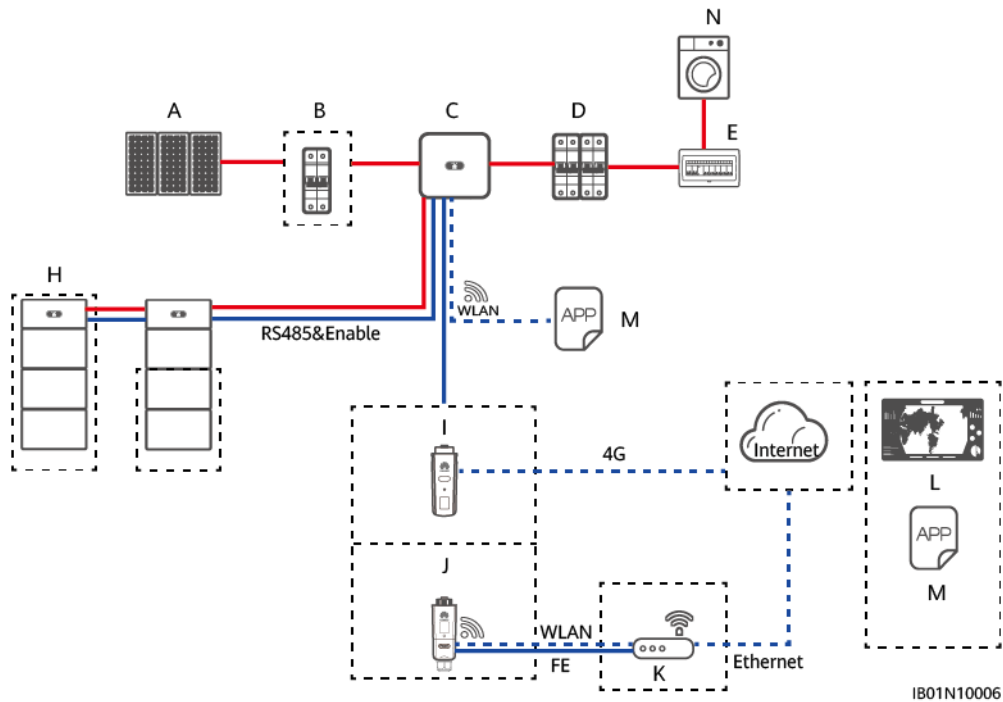 N
A
B
C
D
E
H
WLAN
APP
M
RS485&Enable
I
4G
Internet
L
APP
M
J
WLAN
FE
K
Ethernet
IB01N10006